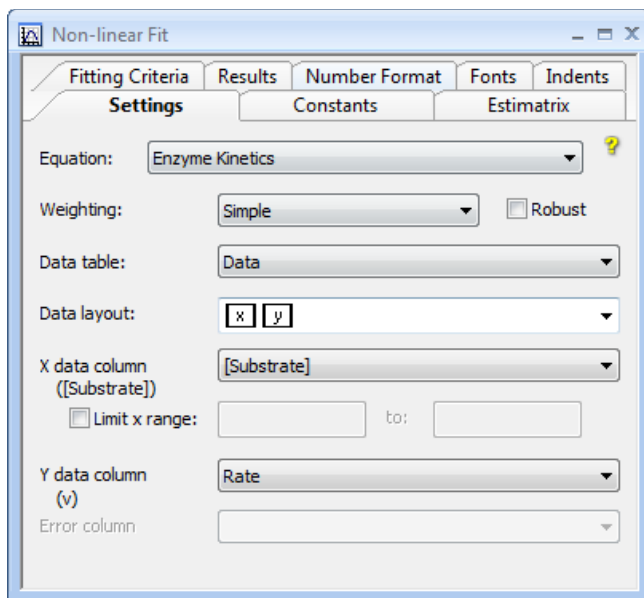 Non-linear Fit
Fitting Criteria Results Number Format Fonts Indents
Settings Constants Estimatrix
Equation: Enzyme Kinetics ?
Weighting: Simple Robust
Data table: Data
Data layout: x y
X data column [Substrate]
([Substrate])
Limit x range: to:
Y data column Rate
(v)
Error column